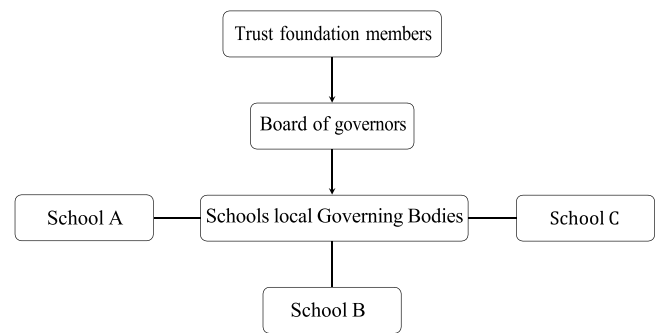 Trust foundation members
Board of governors
School A
Schools local Governing Bodies
School C
School B